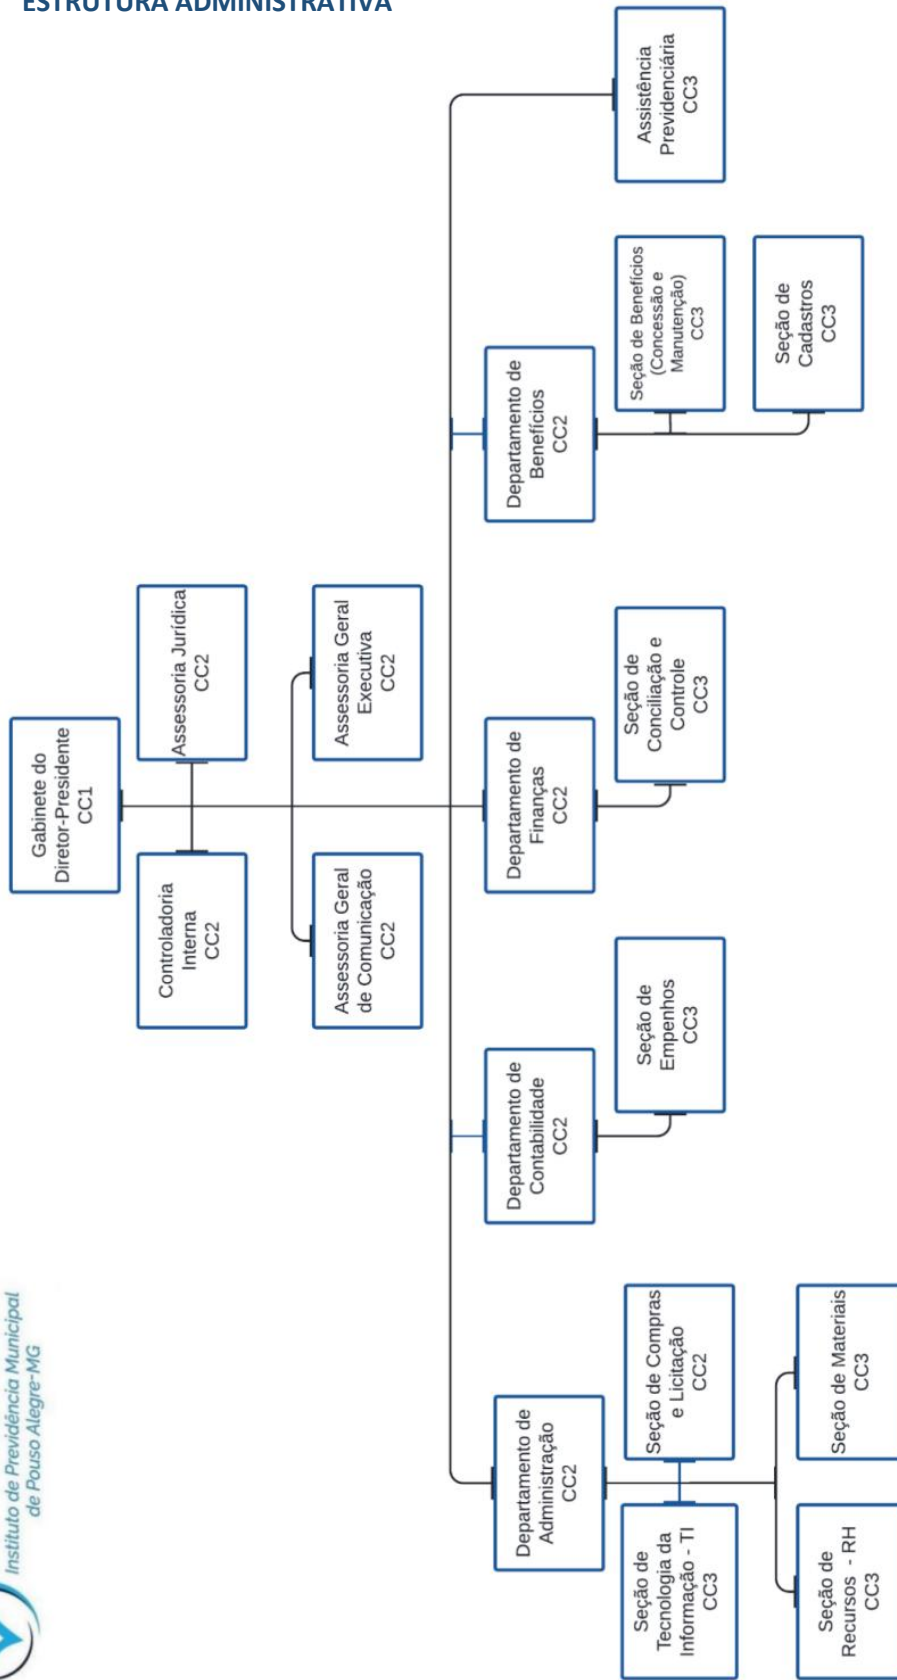 ESTRUTURA ADMINISTRATIVA
Instituto de Previdência Municipal
de Pouso Alegre-MG
Gabinete do
Diretor-Presidente
CC1
Controladoria
Interna
CC2
Assessoria Jurídica
CC2
Assessoria Geral
de Comunicação
CC2
Assessoria Geral
Executiva
CC2
Departamento de
Administração
CC2
Departamento de
Contabilidade
CC2
Departamento de
Finanças
CC2
Departamento de
Benefícios
CC2
Assistência
Previdenciária
CC3
Seção de
Tecnologia da
Informação - TI
CC3
Seção de Compras
e Licitação
CC2
Seção de
Empenhos
CC3
Seção de
Conciliação e
Controle
CC3
Seção de Benefícios
(Concessão e
Manutenção)
CC3
Seção de
Cadastros
CC3
Seção de
Recursos - RH
CC3
Seção de Materiais
CC3